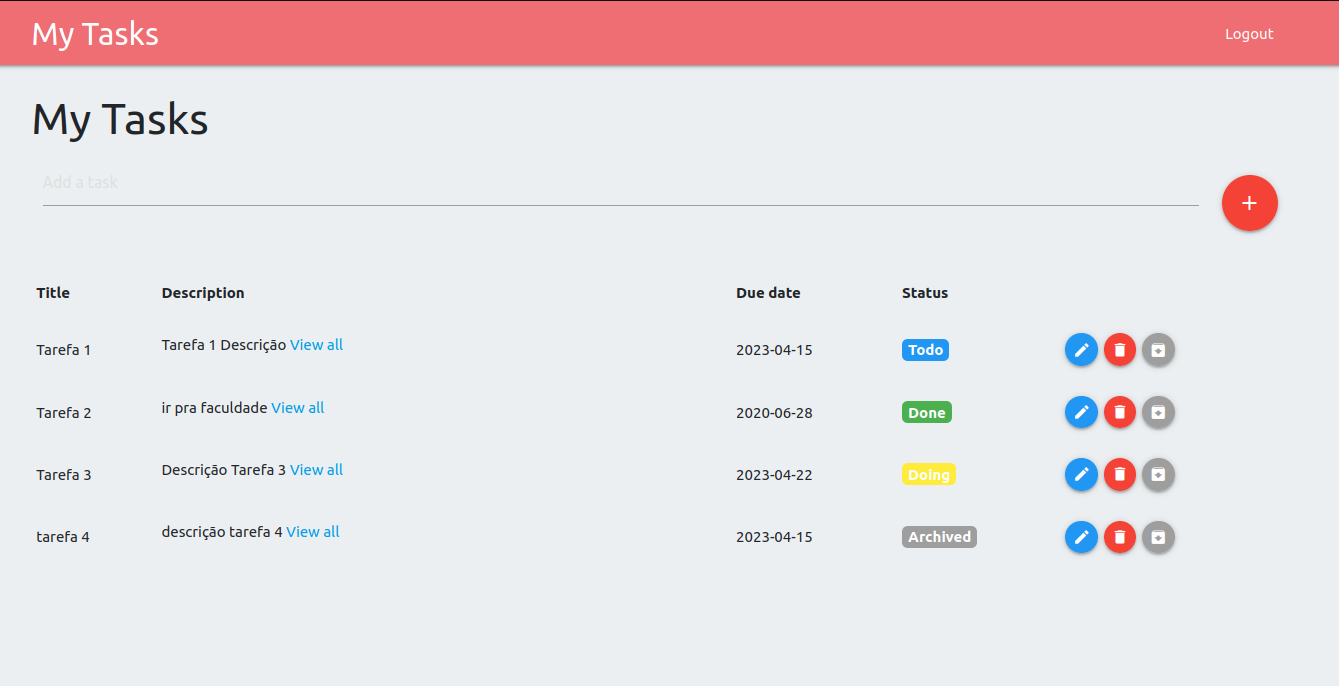 My Tasks Logout
My Tasks
Add a task
Title Description Due date Status
Tarefa 1 Tarefa 1 Descrição View all 2023-04-15 Todo
Tarefa 2 ir pra faculdade View all 2020-06-28 Done
Tarefa 3 Descrição Tarefa 3 View all 2023-04-22 Doing
tarefa 4 descrição tarefa 4 View all 2023-04-15 Archived